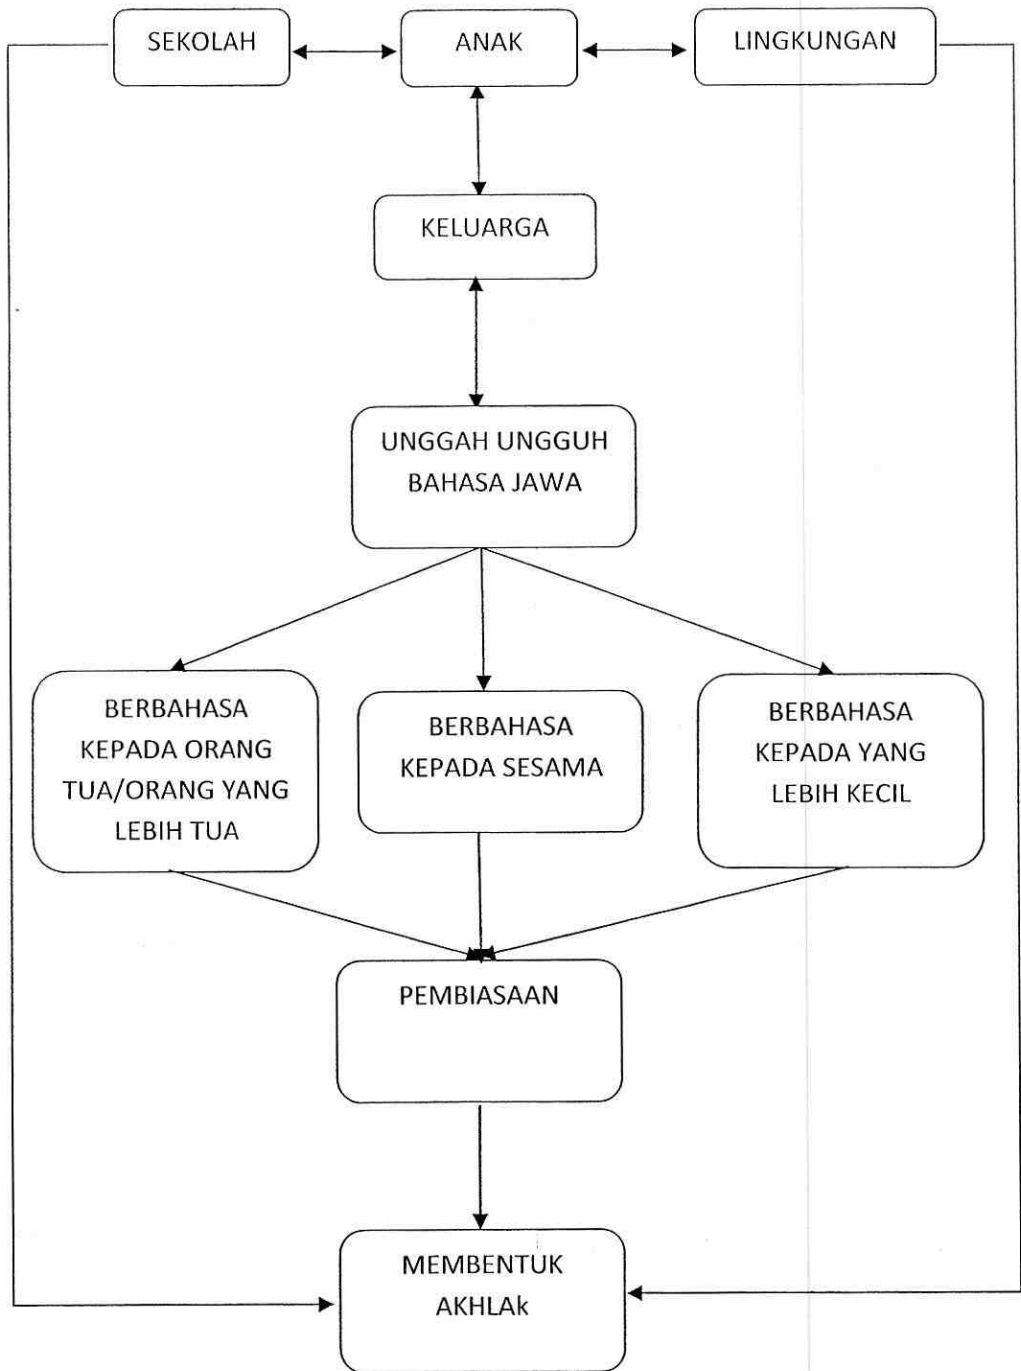 SEKOLAH
ANAK
LINGKUNGAN
KELUARGA
UNGGAH UNGGUH
BAHASA JAWA
BERBAHASA
KEPADA ORANG
TUA/ORANG YANG
LEBIH TUA
BERBAHASA
KEPADA SESAMA
BERBAHASA
KEPADA YANG
LEBIH KECIL
PEMBIASAAN
MEMBENTUK
AKHLAk